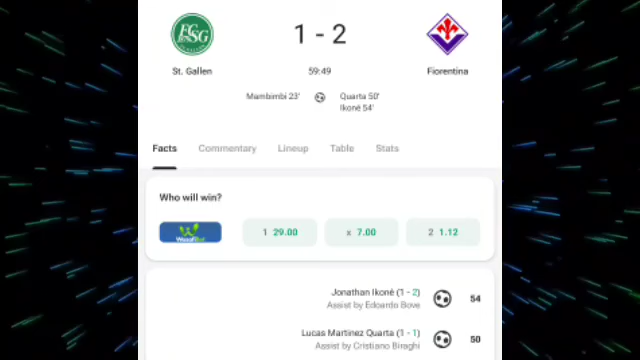 FCSG
1 - 2
St. Gallen
59:49
Fiorentina
Mambimbi 23'
Quarta 50'
Ikoné 54'
Facts Commentary Lineup Table Stats
Who will win?
1 29.00 x 7.00 2 1.12
Jonathan Ikoné (1 - 2)
Assist by Edoardo Bove
54
Lucas Martinez Quarta (1 - 1)
Assist by Cristiano Biraghi
50